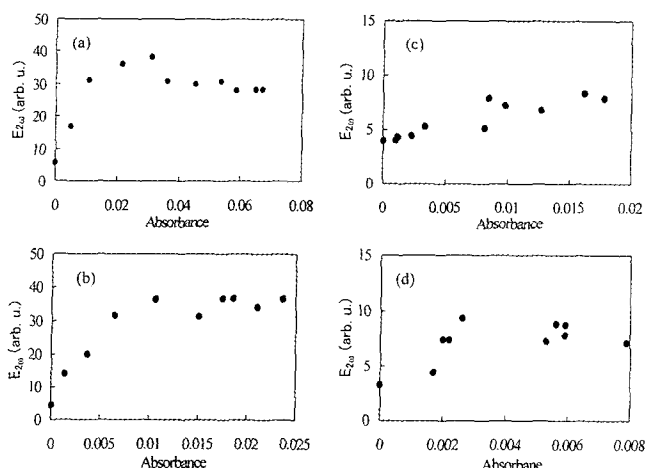 (a)
E2ω (arb. u.)
50
40
30
20
10
0
0 0.02 0.04 0.06 0.08
Absorbance
(c)
E2ω (arb. u.)
15
10
5
0
0 0.005 0.01 0.015 0.02
Absorbance
(b)
E2ω (arb. u.)
50
40
30
20
10
0
0 0.005 0.01 0.015 0.02 0.025
Absorbance
(d)
E2ω (arb. u.)
15
10
5
0
0 0.002 0.004 0.006 0.008
Absorbane